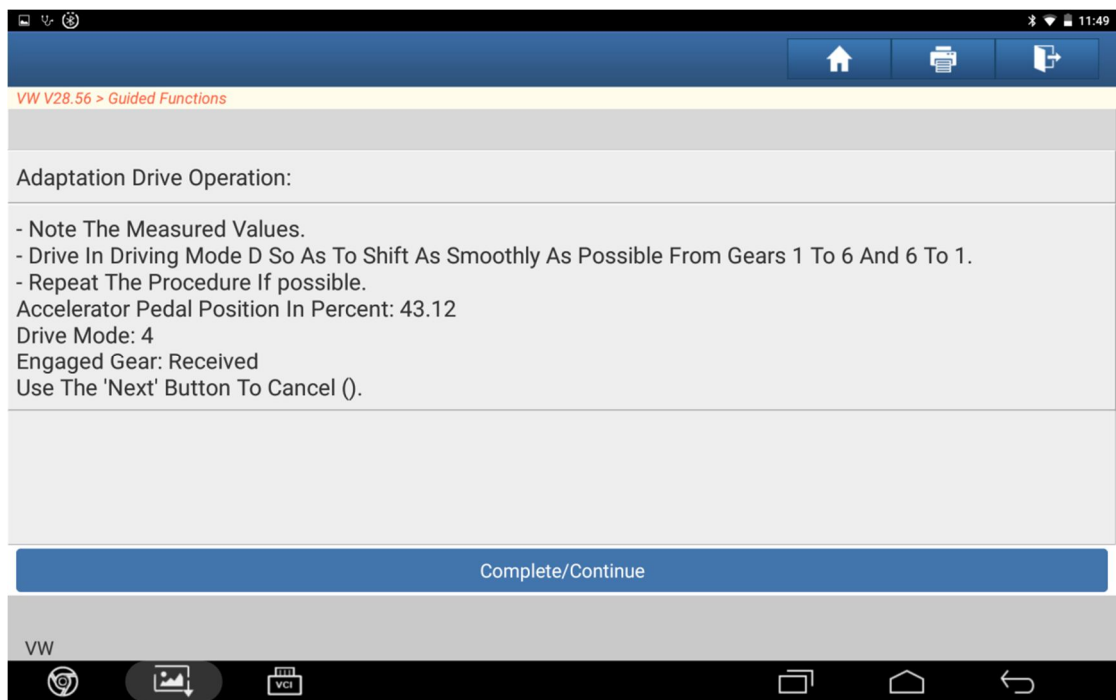 11:49
VW V28.56 > Guided Functions
Adaptation Drive Operation:
- Note The Measured Values.
- Drive In Driving Mode D So As To Shift As Smoothly As Possible From Gears 1 To 6 And 6 To 1.
- Repeat The Procedure If possible.
Accelerator Pedal Position In Percent: 43.12
Drive Mode: 4
Engaged Gear: Received
Use The 'Next' Button To Cancel ().
Complete/Continue
VW
VCI